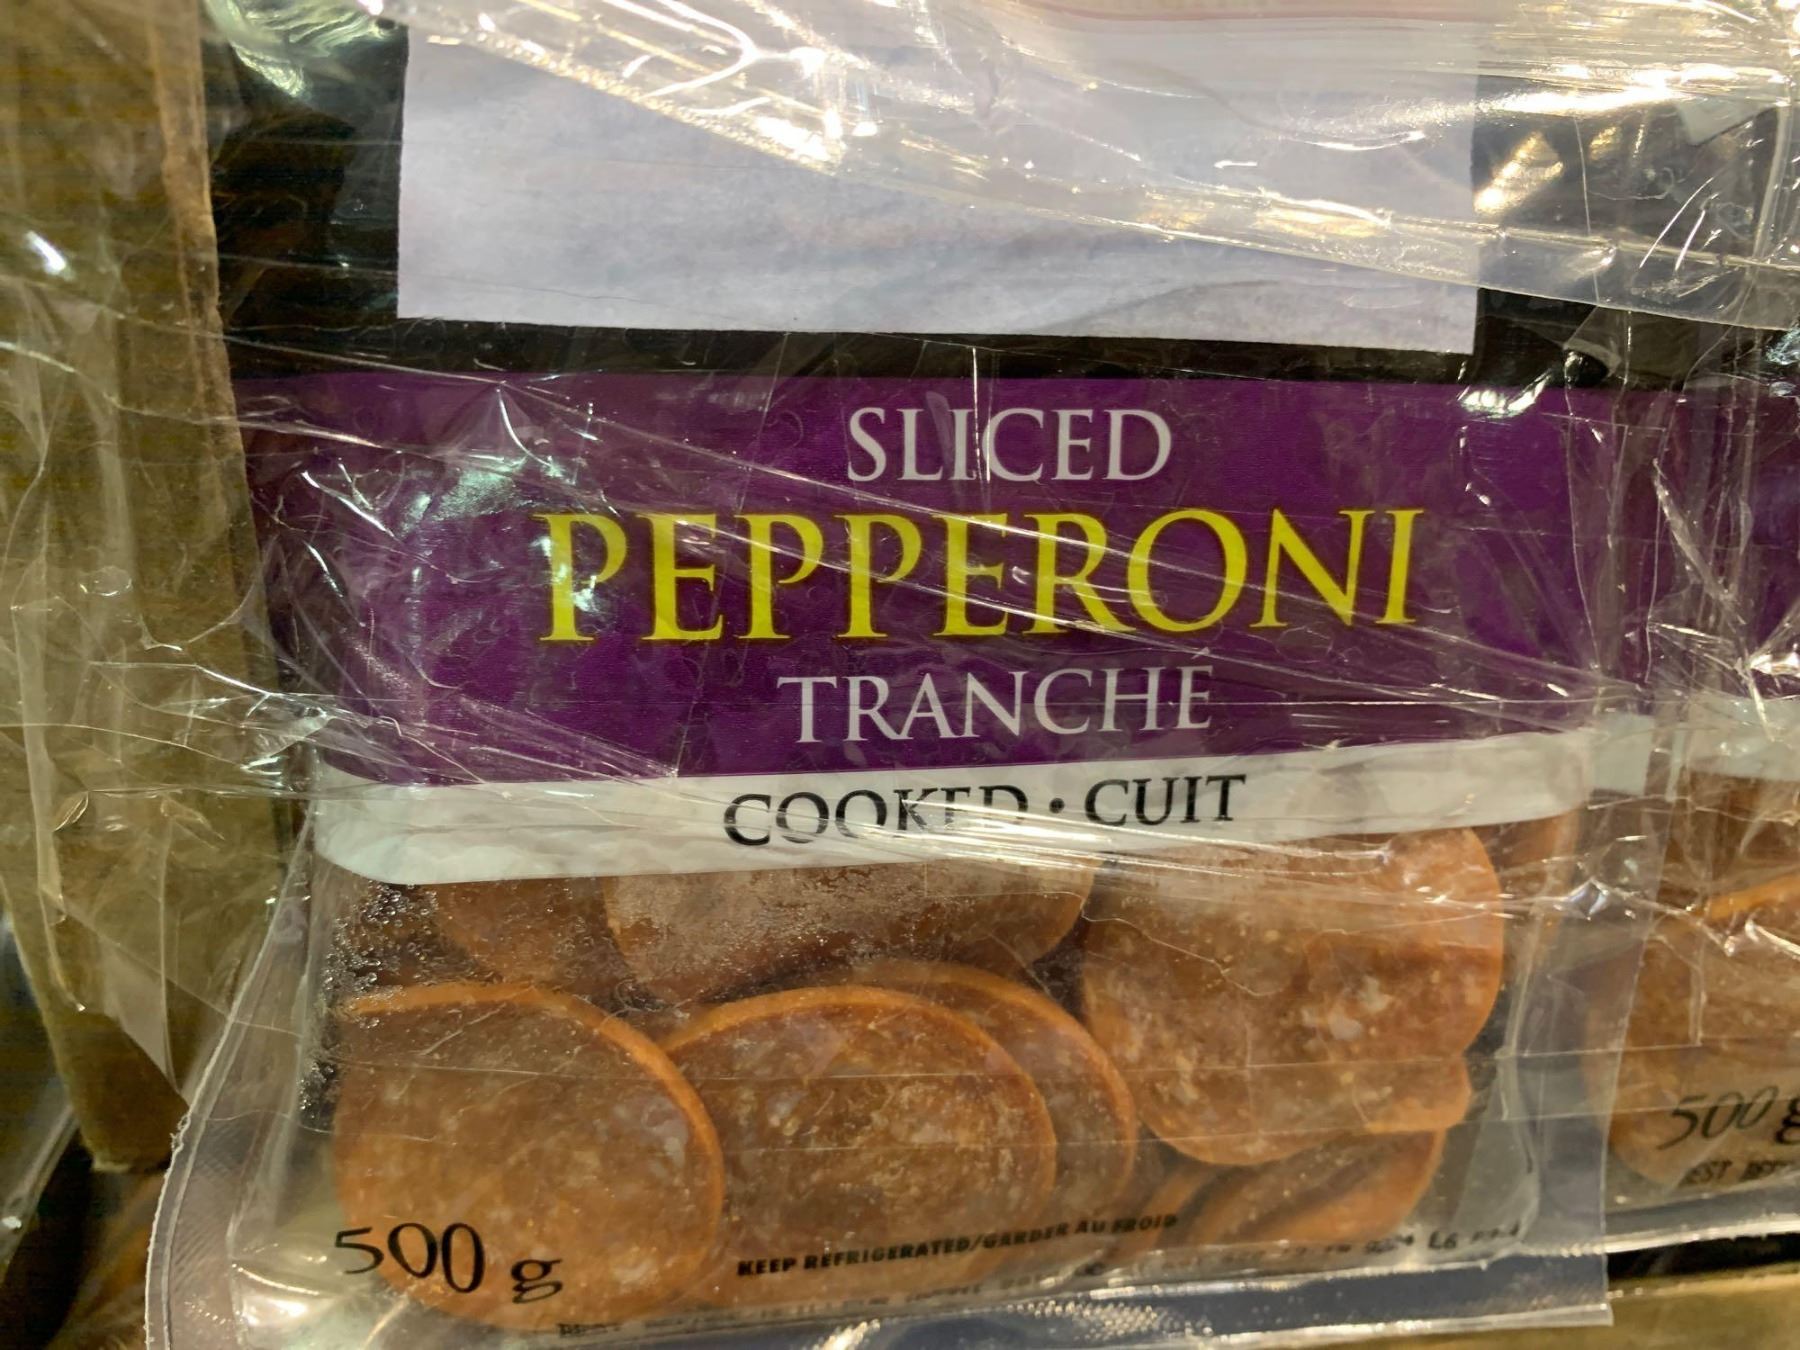 SLICED
PEPPERONI
TRANCHÉ
COOKED • CUIT
500 g
KEEP REFRIGERATED/GARDER AU FROID
500 g